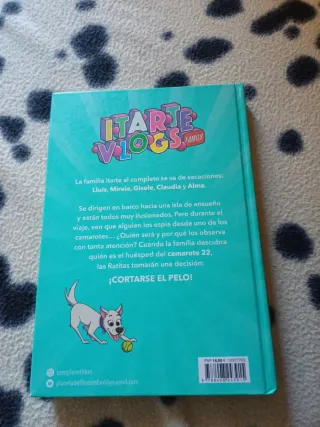 ITARTE
VLOGS
FAMILY
La familia Itarte al completo se va de vacaciones:
Lluís, Mireia, Gisele, Claudia y Alma.
Se dirigen en barco hacia una isla de ensueño
y están todos muy ilusionados. Pero durante el
viaje, ven que alguien los espía desde uno de los
camarotes... ¿Quién será y por qué los observa
con tanta atención? Cuando la familia descubra
quién es el huésped del camarote 22,
las Ratitas tomarán una decisión:
¡CORTARSE EL PELO!